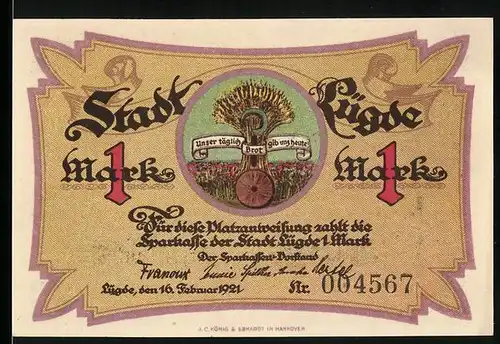 Stadt Lügde
Mark 1 Mark 1
Unser täglich Brot gib uns heute
Für diese Platzanweisung zahlt die
Sparkasse der Stadt Lügde 1 Mark
Der Sparkassen-Vorstand
Lügde, den 16. Februar 1921 Nr. 004567
J. C. KÖNIG & EBHARDT IN HANNOVER